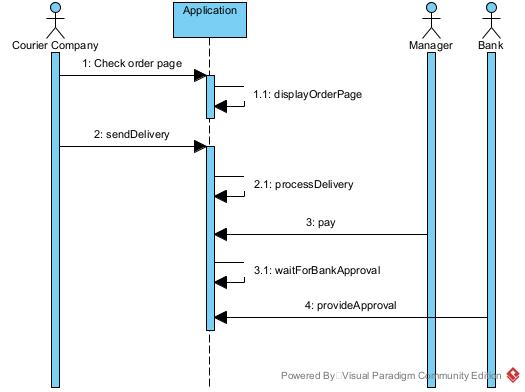 Application
Courier Company
Manager
Bank
1: Check order page
1.1: displayOrderPage
2: sendDelivery
2.1: processDelivery
3: pay
3.1: waitForBankApproval
4: provideApproval
Powered By Visual Paradigm Community Edition